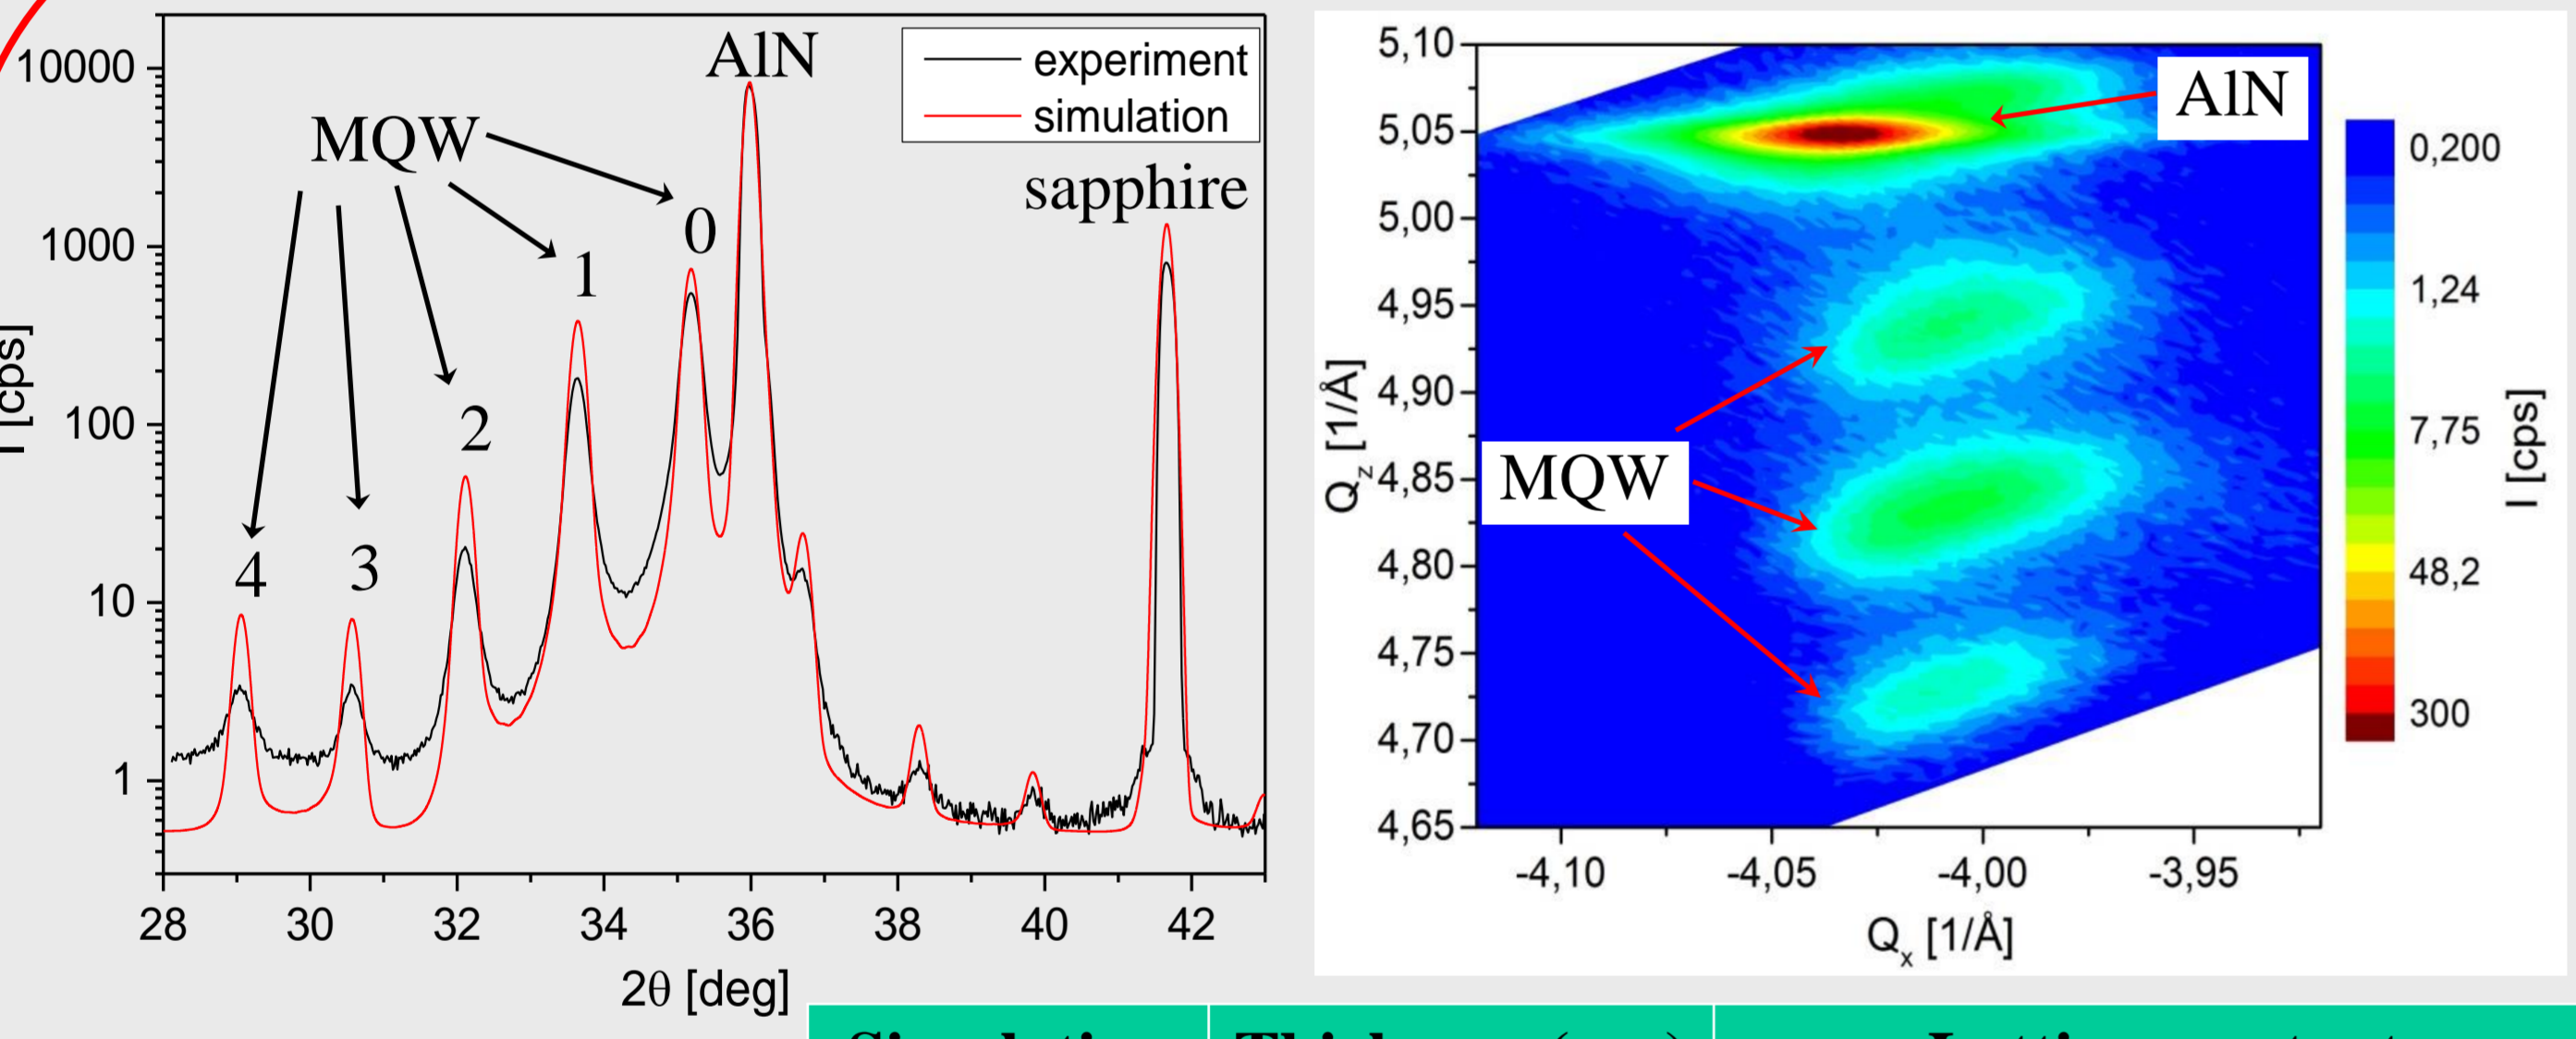 10000
1000
100
10
1
I [cps]
28 30 32 34 36 38 40 42
2θ [deg]
MQW
AlN
sapphire
4
3
2
1
0
experiment
simulation
5,10
5,05
5,00
4,95
4,90
4,85
4,80
4,75
4,70
4,65
Qz [1/Å]
-4,10 -4,05 -4,00 -3,95
Qx [1/Å]
AlN
MQW
0,200
1,24
7,75
48,2
300
I [cps]